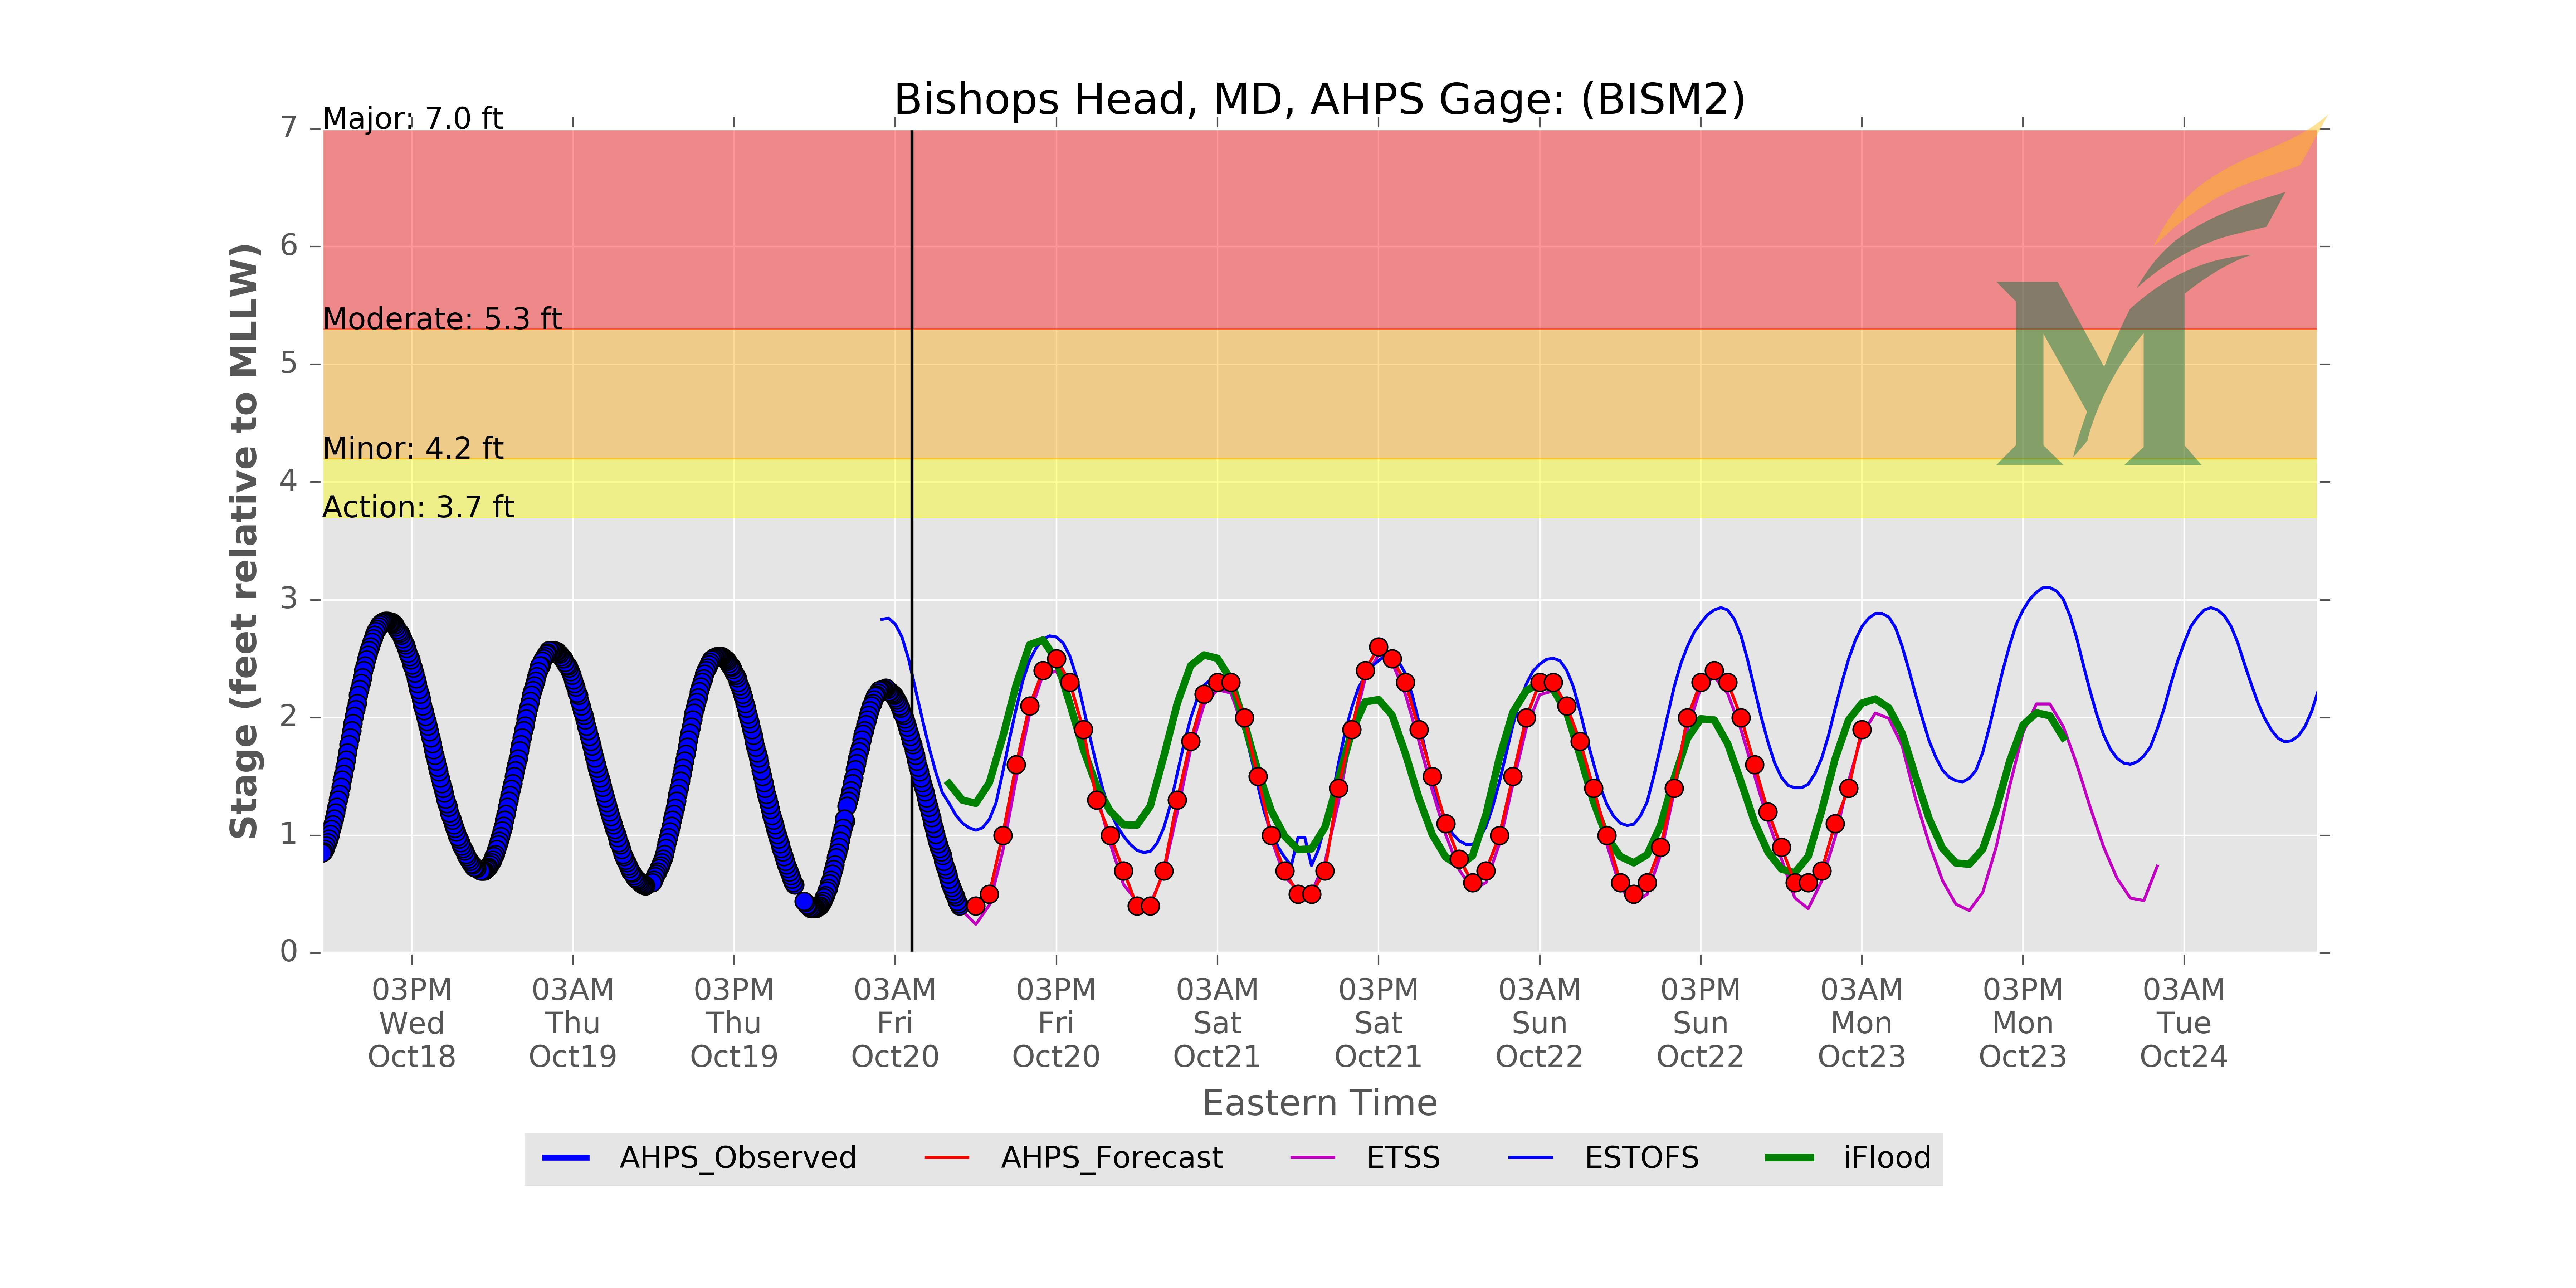 Bishops Head, MD, AHPS Gage: (BISM2)
Major: 7.0 ft
Moderate: 5.3 ft
Minor: 4.2 ft
Action: 3.7 ft
Stage (feet relative to MLLW)
7
6
5
4
3
2
1
0
03PM 03AM 03PM 03AM 03PM 03AM 03PM 03AM 03PM 03AM 03PM 03AM
Wed Thu Thu Fri Fri Sat Sat Sun Sun Mon Mon Tue
Oct18 Oct19 Oct19 Oct20 Oct20 Oct21 Oct21 Oct22 Oct22 Oct23 Oct23 Oct24
Eastern Time
AHPS_Observed AHPS_Forecast ETSS ESTOFS iFlood
M